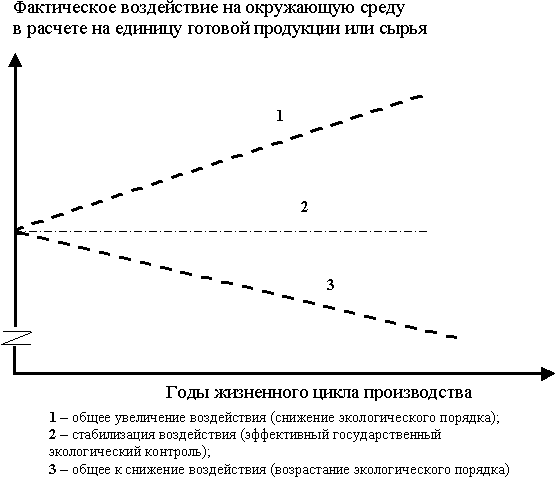 Фактическое воздействие на окружающую среду
в расчете на единицу готовой продукции или сырья
1
2
3
Годы жизненного цикла производства
1 – общее увеличение воздействия (снижение экологического порядка);
2 – стабилизация воздействия (эффективный государственный
экологический контроль);
3 – общее к снижение воздействия (возрастание экологического порядка)